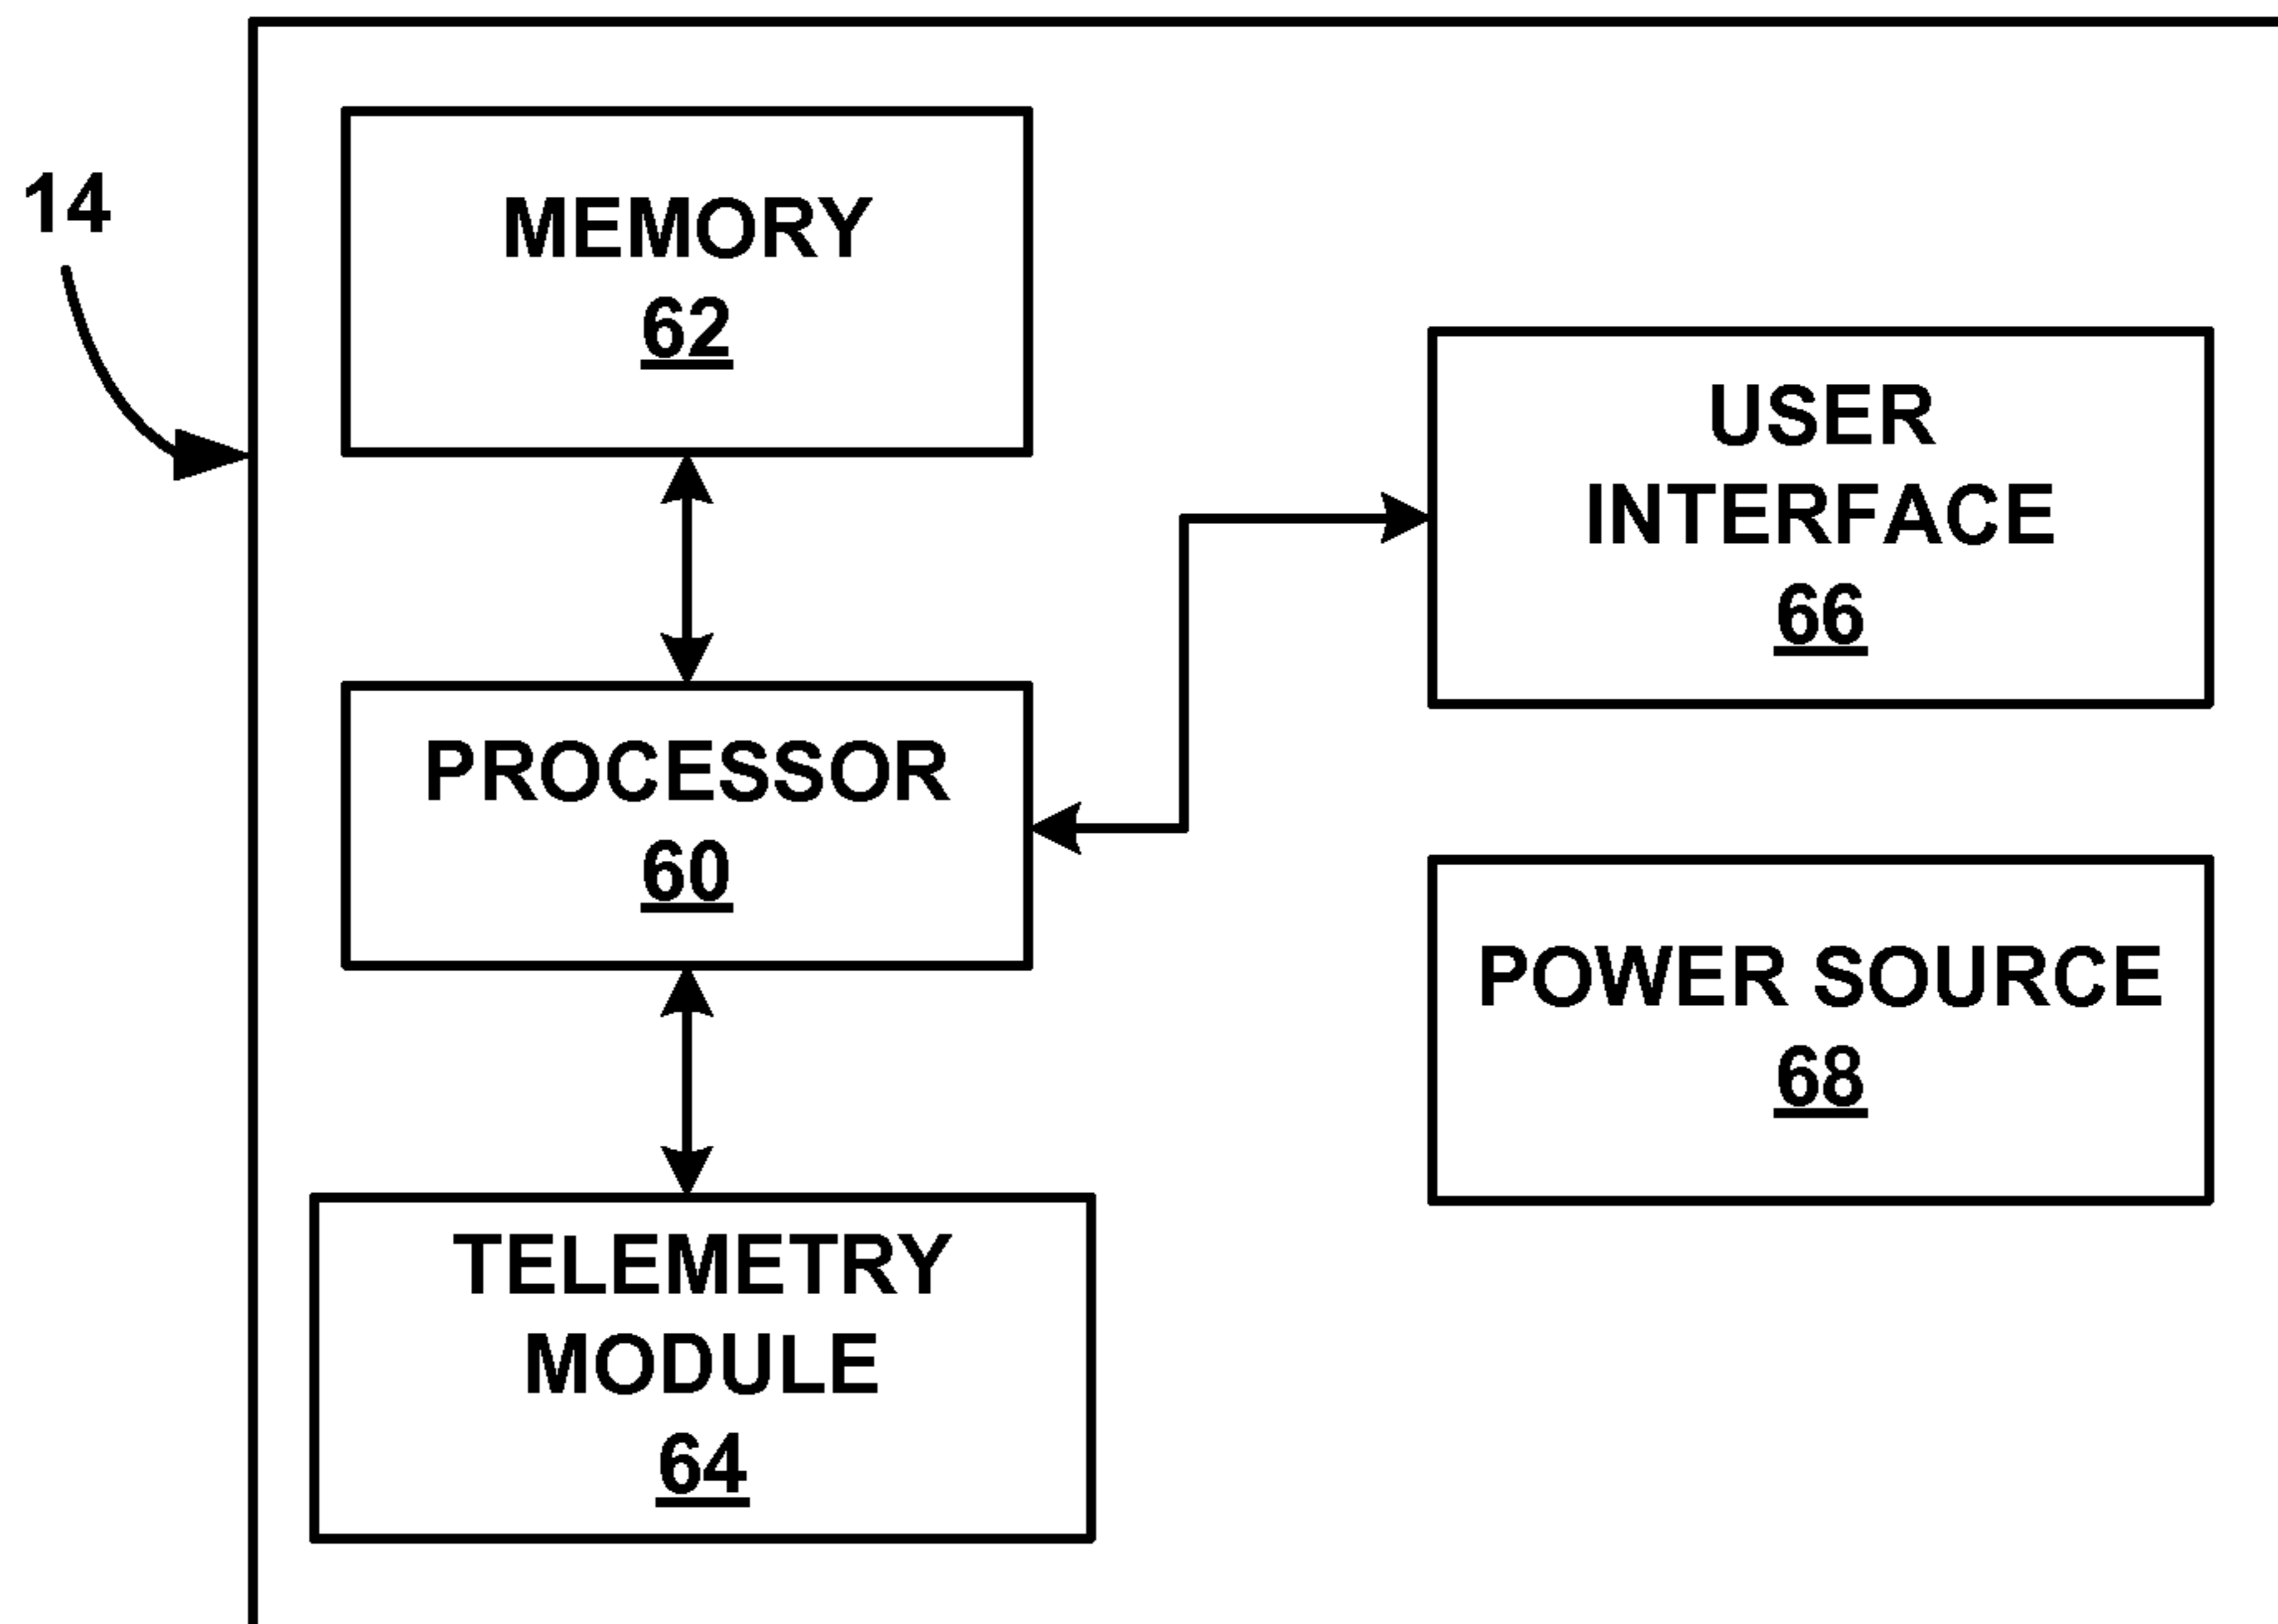 14
MEMORY
62
USER
INTERFACE
66
PROCESSOR
60
POWER SOURCE
68
TELEMETRY
MODULE
64